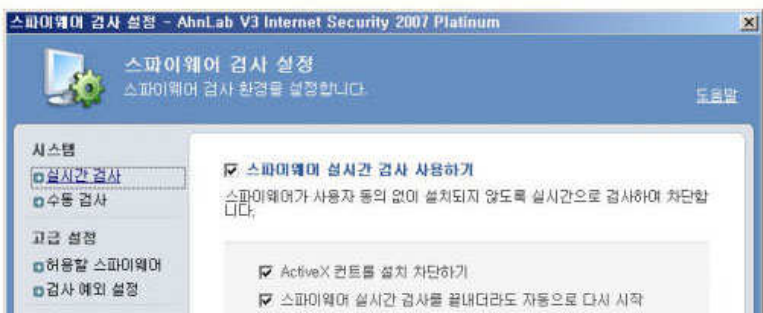 스파이웨어 검사 설정 - AhnLab V3 Internet Security 2007 Platinum
스파이웨어 검사 설정
스파이웨어 검사 환경을 설정합니다.
도움말
시스템
실시간 검사
수동 검사
고급 설정
허용할 스파이웨어
검사 예외 설정
스파이웨어 실시간 검사 사용하기
스파이웨어가 사용자 동의 없이 설치되지 않도록 실시간으로 검사하여 차단합
니다.
ActiveX 컨트롤 설치 차단하기
스파이웨어 실시간 검사를 끝내더라도 자동으로 다시 시작